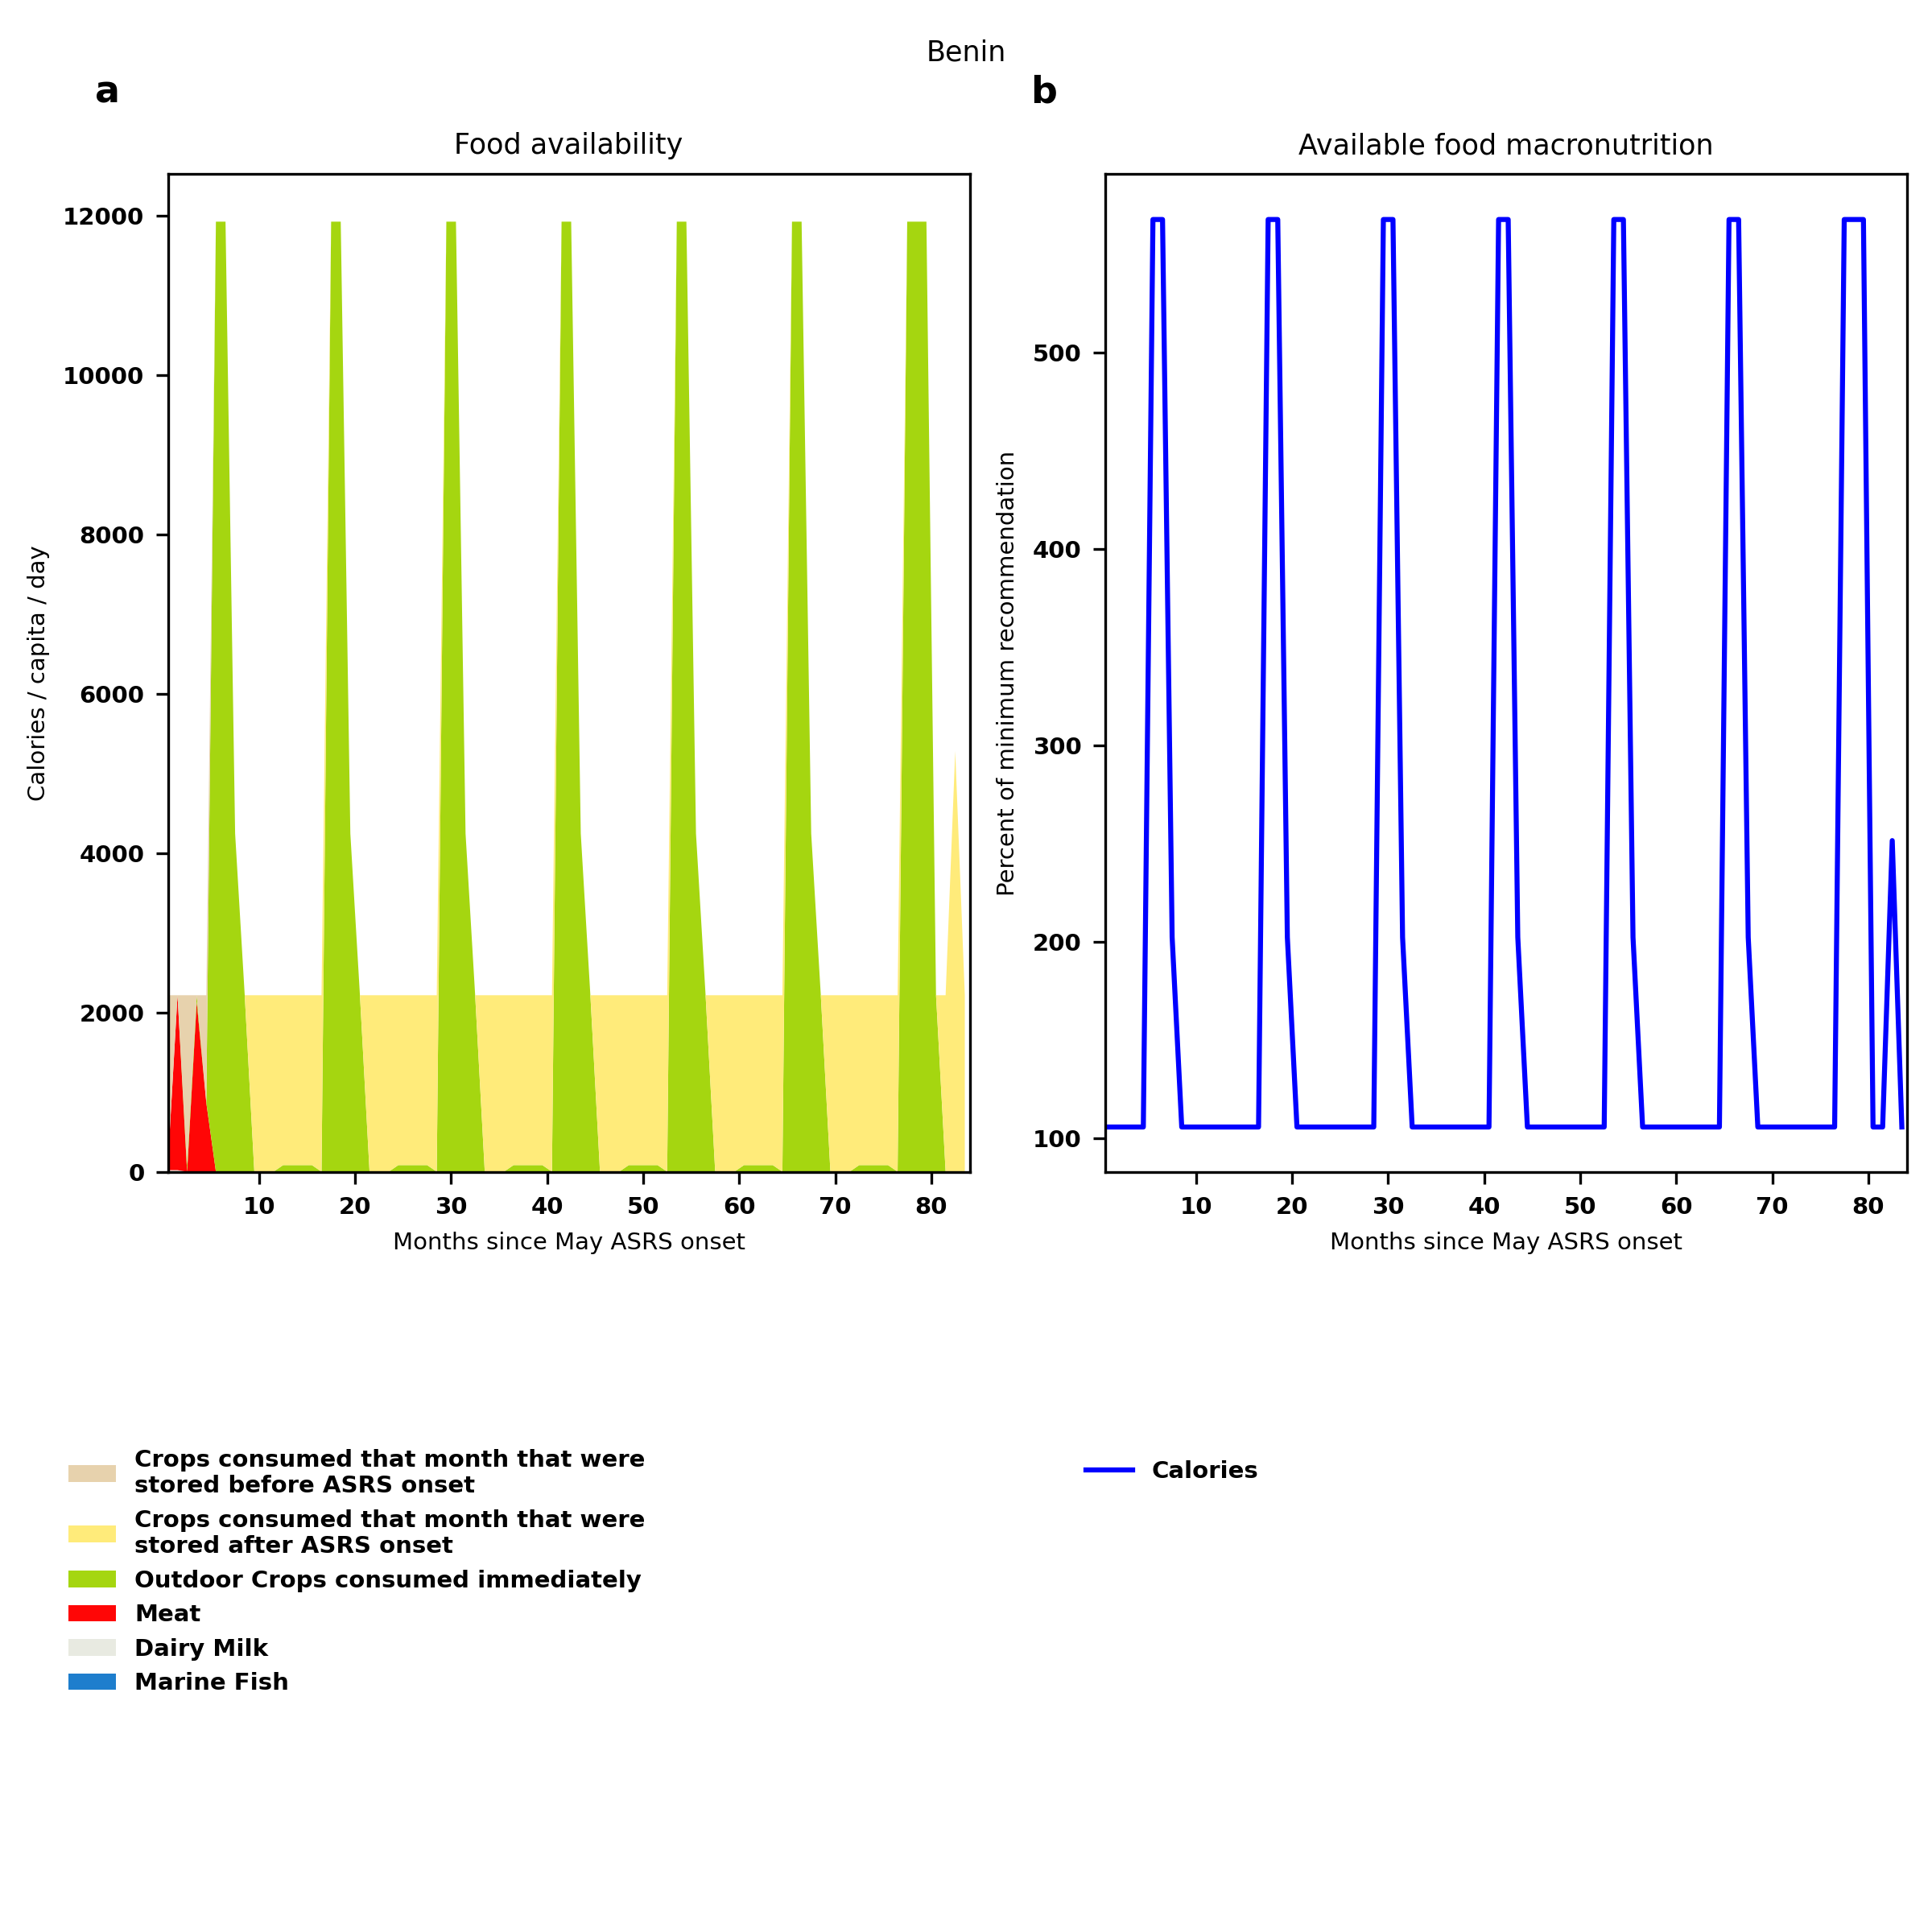 Benin
a
Food availability
12000
10000
8000
6000
4000
2000
0
Calories / capita / day
10 20 30 40 50 60 70 80
Months since May ASRS onset
b
Available food macronutrition
500
400
300
200
100
Percent of minimum recommendation
10 20 30 40 50 60 70 80
Months since May ASRS onset
Crops consumed that month that were
stored before ASRS onset
Crops consumed that month that were
stored after ASRS onset
Outdoor Crops consumed immediately
Meat
Dairy Milk
Marine Fish
Calories